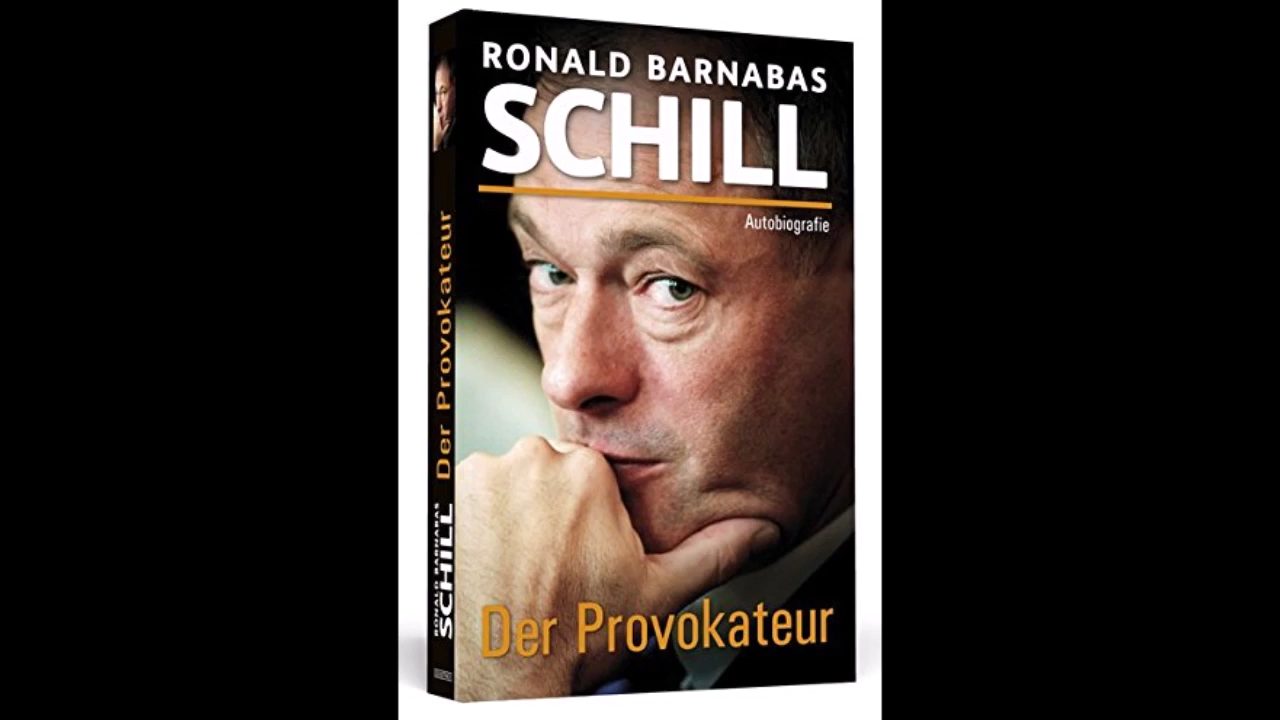 RONALD BARNABAS
SCHILL
Autobiografie
Der Provokateur
RONALD BARNABAS
SCHILL
Der Provokateur